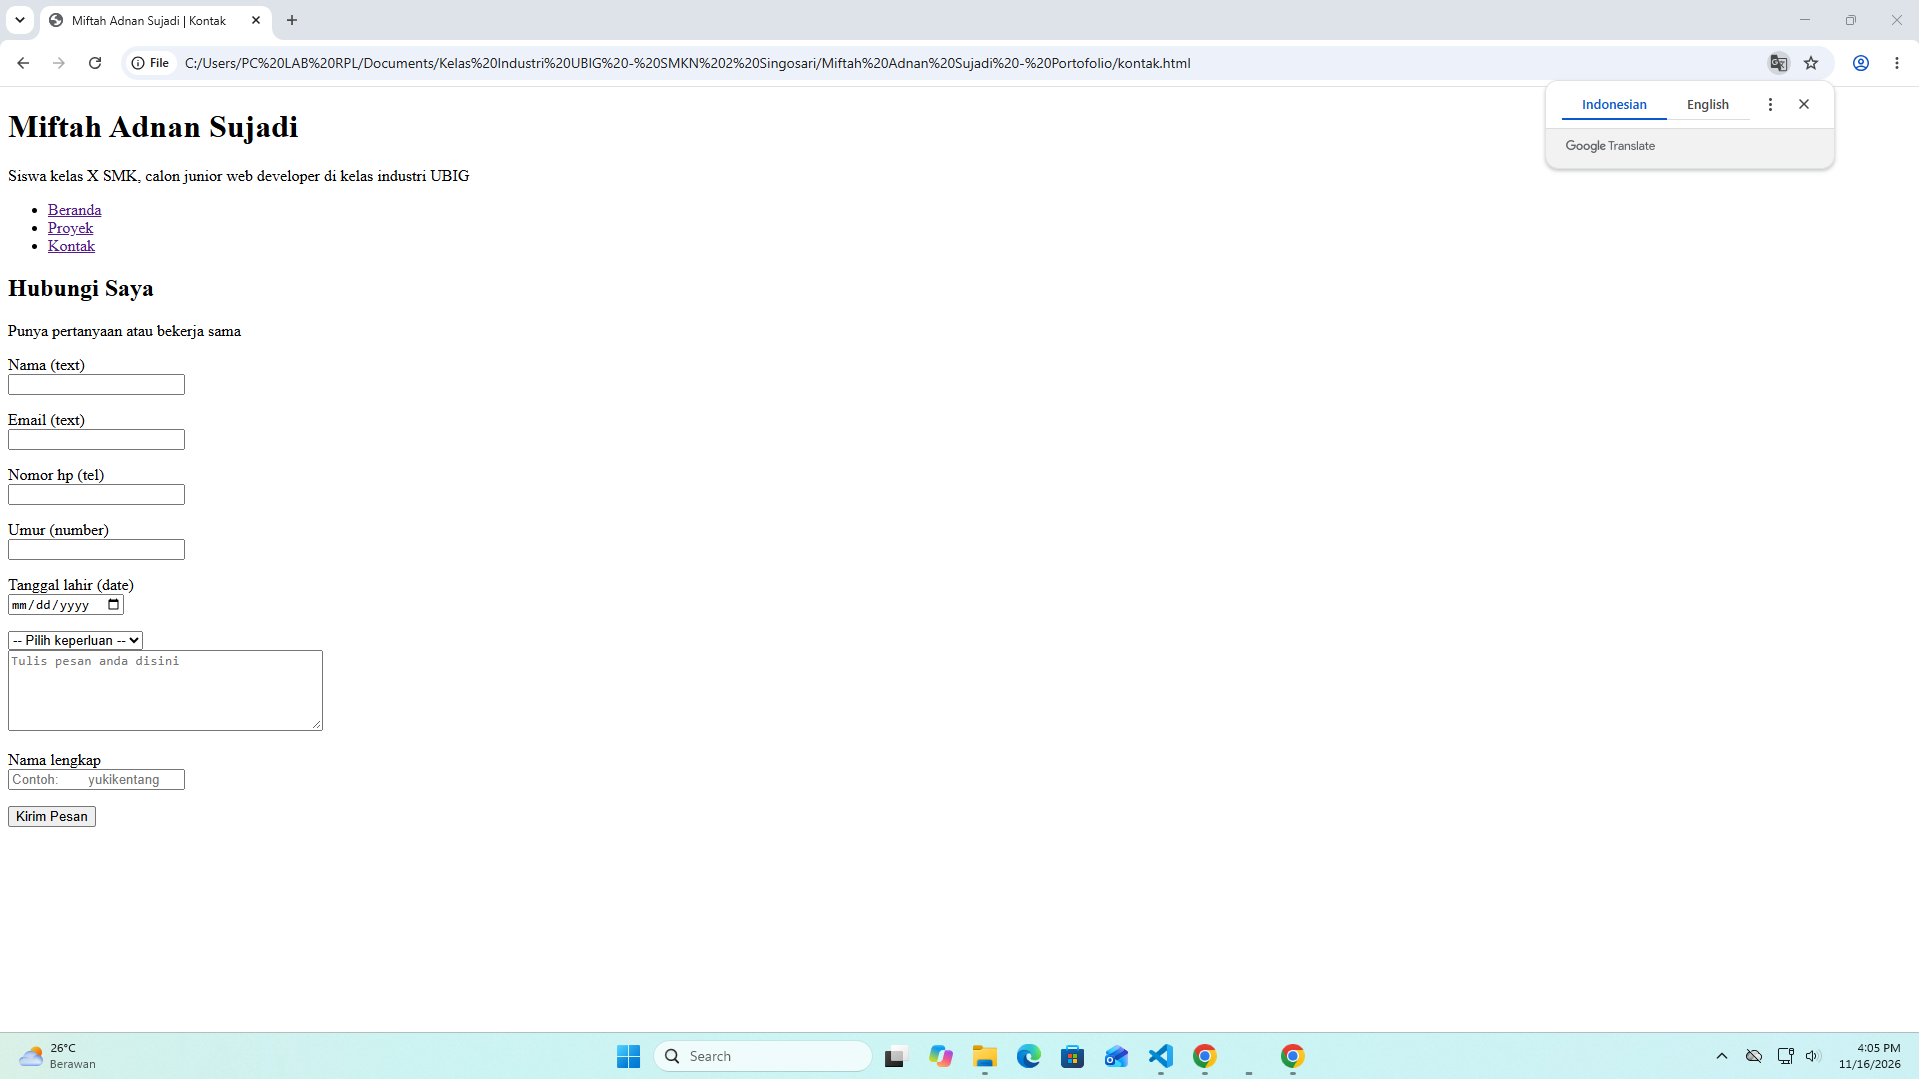 Miftah Adnan Sujadi | Kontak
File
C:/Users/PC%20LAB%20RPL/Documents/Kelas%20Industri%20UBIG%20-%20SMKN%202%20Singosari/Miftah%20Adnan%20Sujadi%20-%20Portofolio/kontak.html
Indonesian English
Google Translate
Miftah Adnan Sujadi
Siswa kelas X SMK, calon junior web developer di kelas industri UBIG
Beranda
Proyek
Kontak
Hubungi Saya
Punya pertanyaan atau bekerja sama
Nama (text)
Email (text)
Nomor hp (tel)
Umur (number)
Tanggal lahir (date)
mm/dd/yyyy
-- Pilih keperluan --
Tulis pesan anda disini
Nama lengkap
Contoh: yukikentang
Kirim Pesan
26°C
Berawan
Search
4:05 PM
11/16/2026